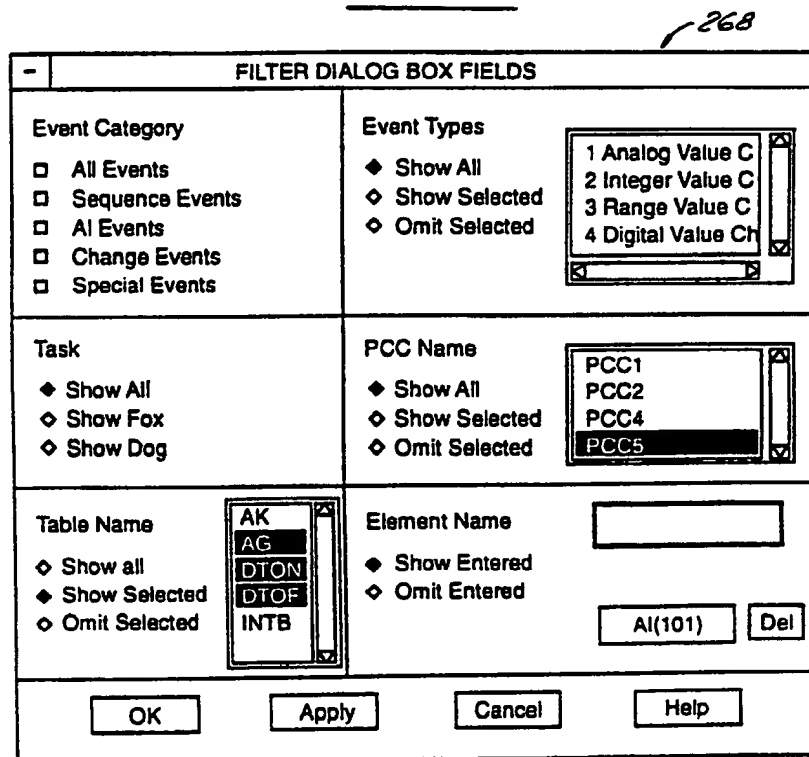 268
FILTER DIALOG BOX FIELDS
Event Category
All Events
Sequence Events
AI Events
Change Events
Special Events
Event Types
Show All
Show Selected
Omit Selected
1 Analog Value C
2 Integer Value C
3 Range Value C
4 Digital Value Ch
Task
Show All
Show Fox
Show Dog
PCC Name
Show All
Show Selected
Omit Selected
PCC1
PCC2
PCC4
PCC5
Table Name
Show all
Show Selected
Omit Selected
AK
AG
DTON
DTOF
INTB
Element Name
Show Entered
Omit Entered
AI(101)
Del
OK
Apply
Cancel
Help